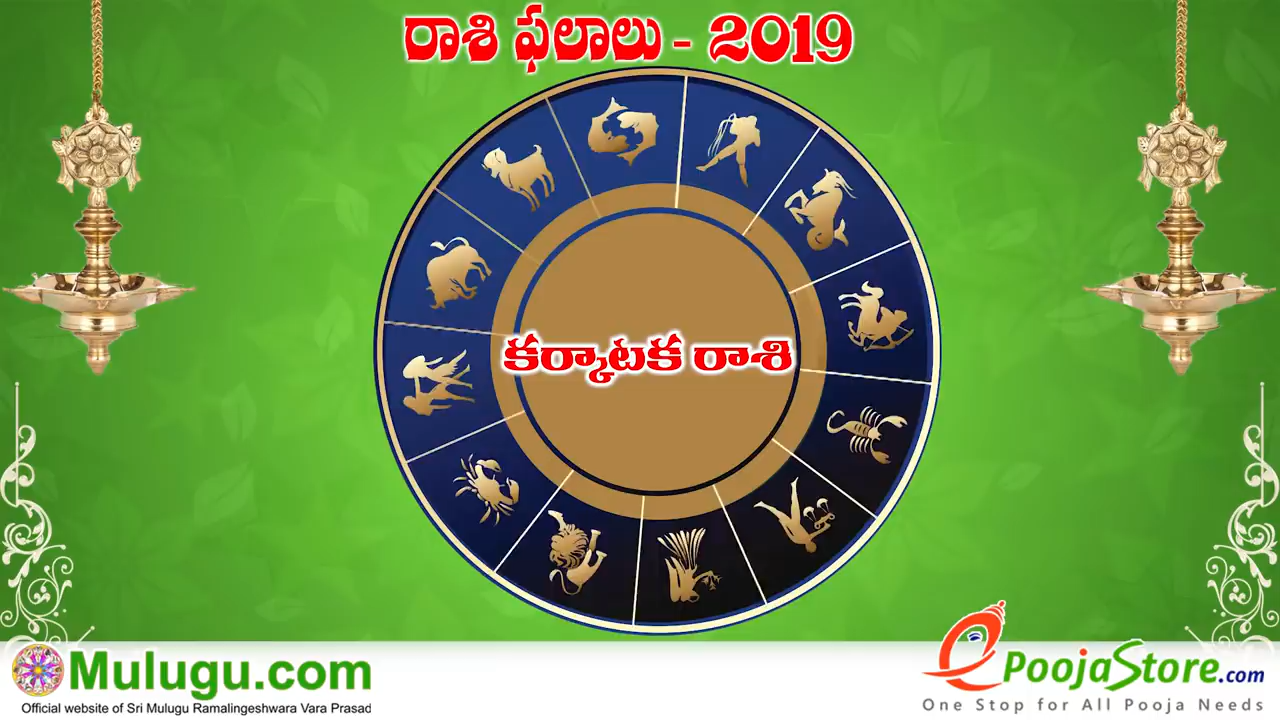 రాశి ఫలాలు - 2019
కర్కాటక రాశి
Mulugu.com
Official website of Sri Mulugu Ramalingeshwara Vara Prasad
ePoojaStore.com
One Stop for All Pooja Needs